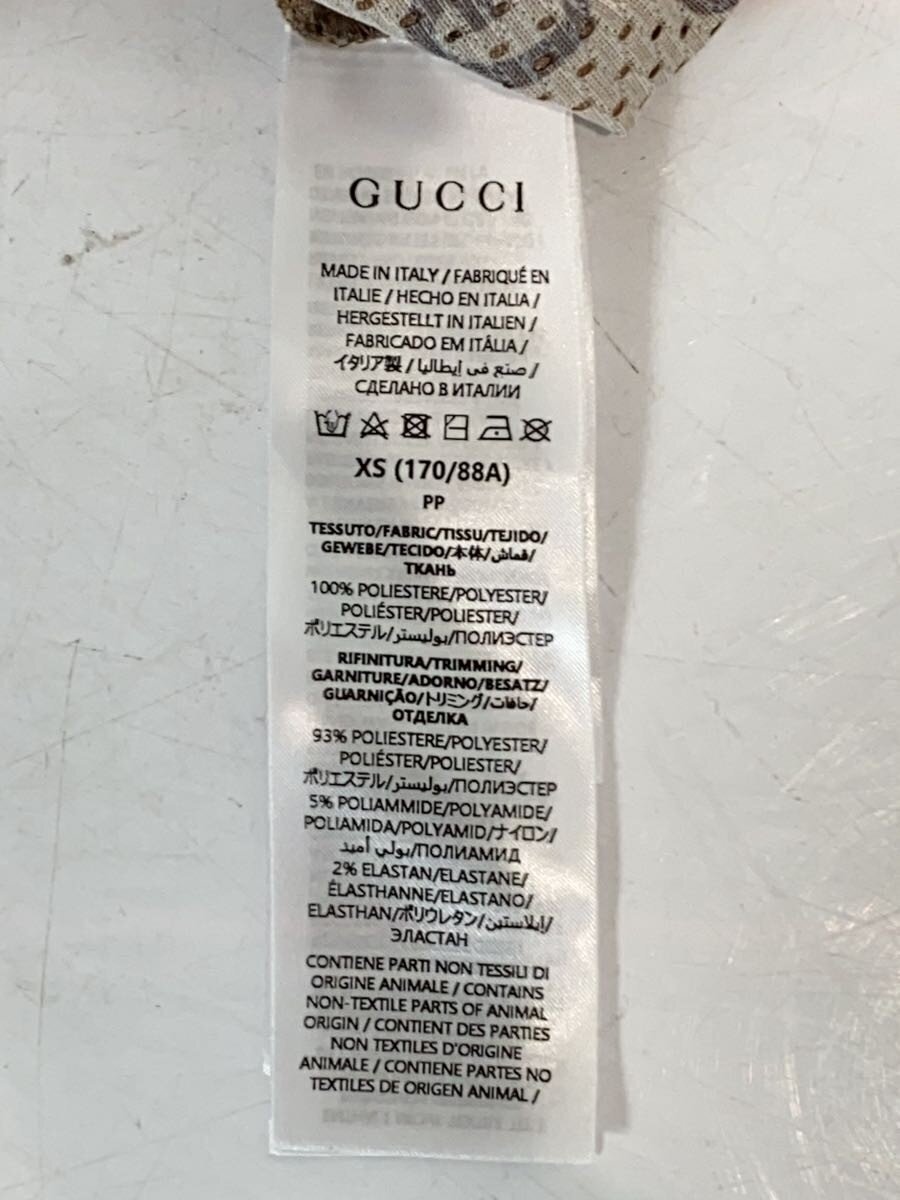 GUCCI
MADE IN ITALY / FABRIQUÉ EN
ITALIE / HECHO EN ITALIA /
HERGESTELLT IN ITALIEN /
FABRICADO EM ITÁLIA /
イタリア製 / صنع في إيطاليا /
СДЕЛАНО В ИТАЛИИ
XS (170/88A)
PP
TESSUTO/FABRIC/TISSU/TEJIDO/
GEWEBE/TECIDO/本体/قماش/
ТКАНЬ
100% POLIESTERE/POLYESTER/
POLIÉSTER/POLIESTER/
ポリエステル/بوليستر/ПОЛИЭСТЕР
RIFINITURA/TRIMMING/
GARNITURE/ADORNO/BESATZ/
GUARNIÇÃO/トリミング/حافات/
ОТДЕЛКА
93% POLIESTERE/POLYESTER/
POLIÉSTER/POLIESTER/
ポリエステル/بوليستر/ПОЛИЭСТЕР
5% POLIAMMIDE/POLYAMIDE/
POLIAMIDA/POLYAMID/ナイロン/
بولي أميد/ПОЛИАМИД
2% ELASTAN/ELASTANE/
ÉLASTHANNE/ELASTANO/
ELASTHAN/ポリウレタン/إيلاستين/
ЭЛАСТАН
CONTIENE PARTI NON TESSILI DI
ORIGINE ANIMALE / CONTAINS
NON-TEXTILE PARTS OF ANIMAL
ORIGIN / CONTIENT DES PARTIES
NON TEXTILES D'ORIGINE
ANIMALE / CONTIENE PARTES NO
TEXTILES DE ORIGEN ANIMAL /